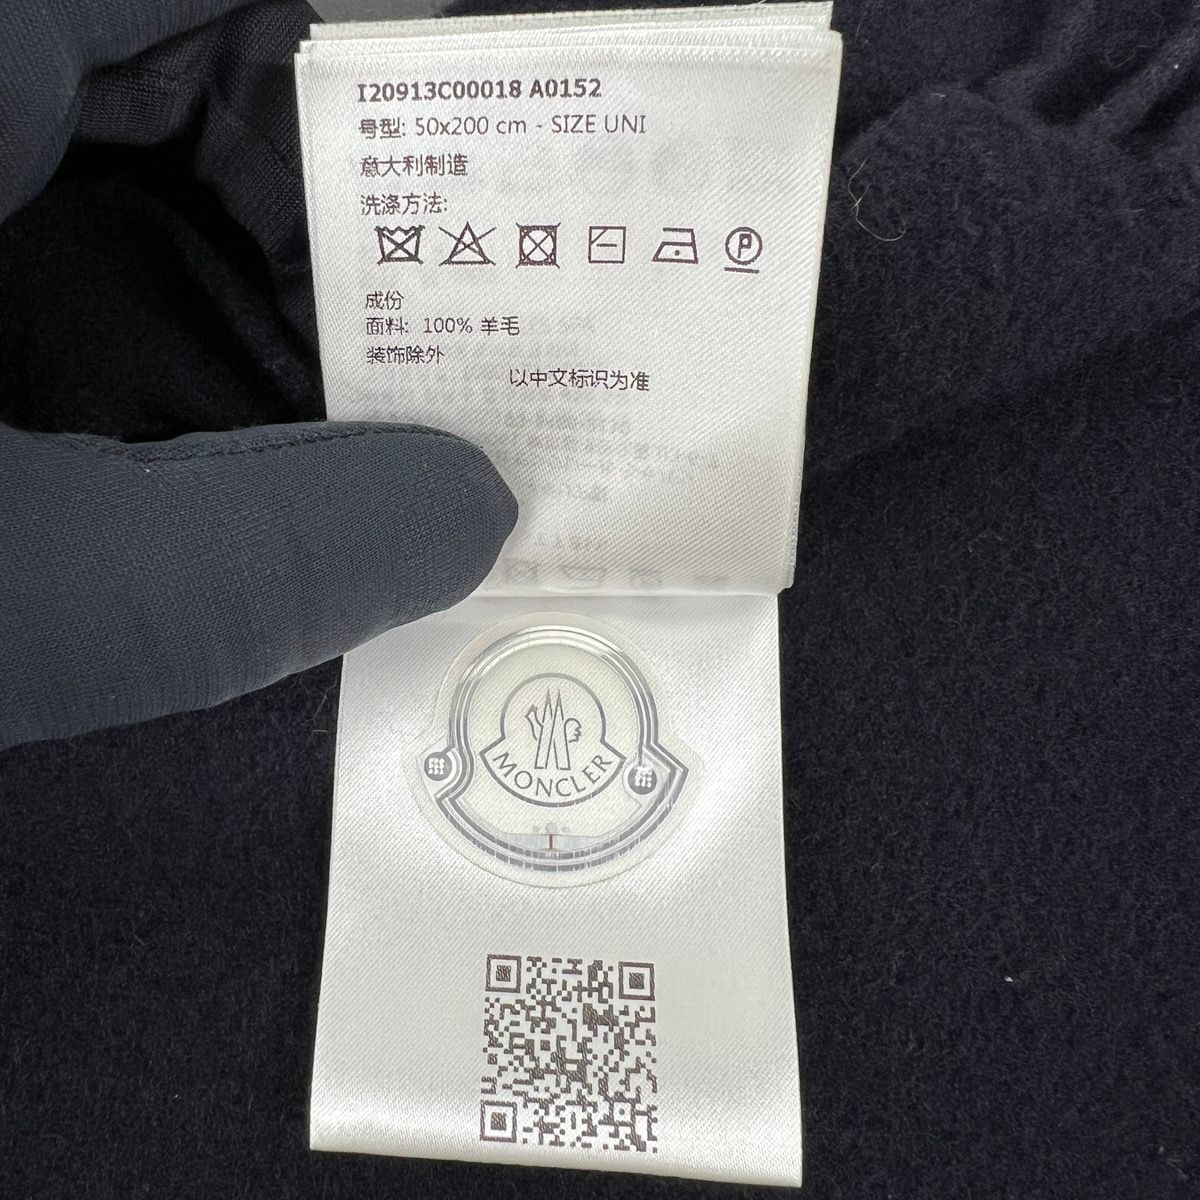 I20913C00018 A0152
号型: 50x200 cm - SIZE UNI
意大利制造
洗涤方法:
P
成份
面料: 100% 羊毛
装饰除外
以中文标识为准
MONCLER